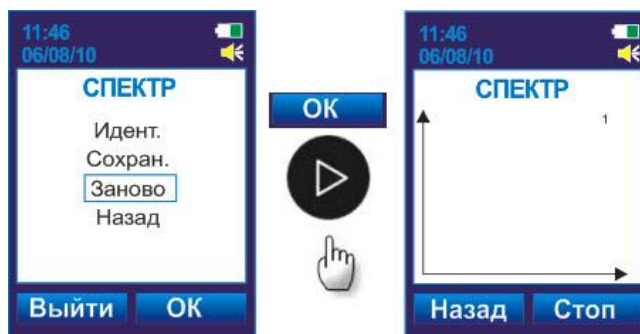 11:46
06/08/10
СПЕКТР
Идент.
Сохран.
Заново
Назад
Выйти ОК
ОК
11:46
06/08/10
СПЕКТР
1
Назад Стоп